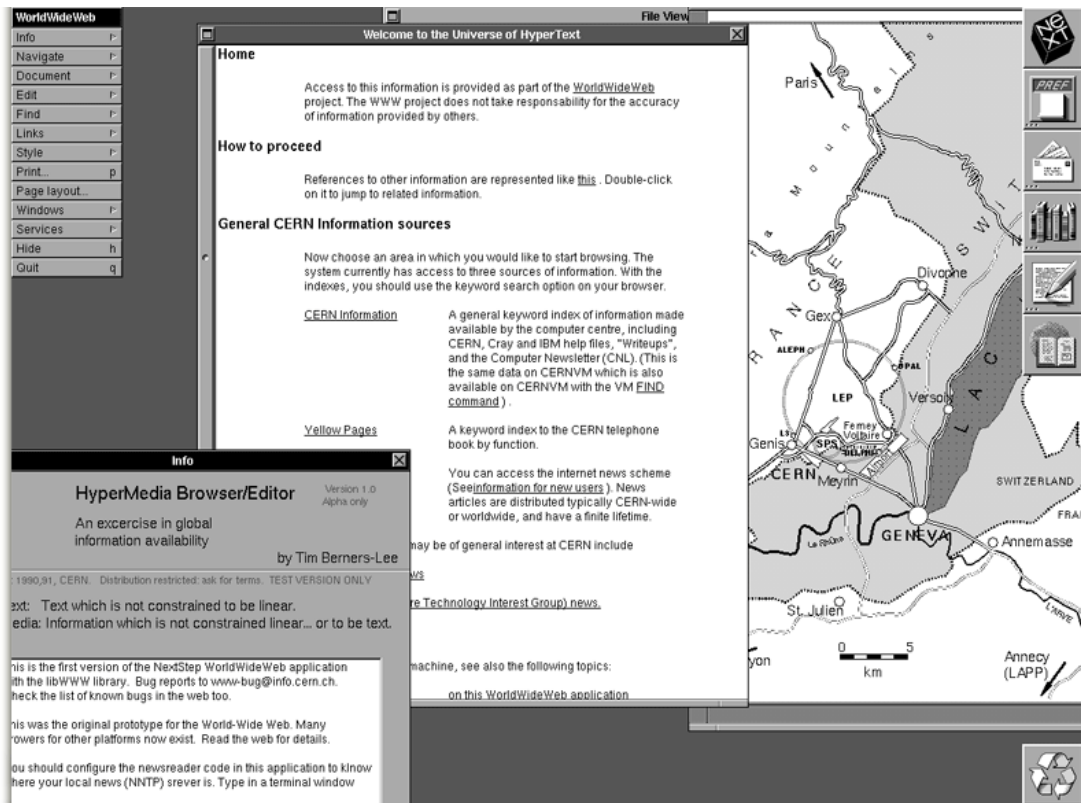 WorldWideWeb
Info
Navigate
Document
Edit
Find
Links
Style
Print... p
Page layout...
Windows
Services
Hide h
Quit q
File View
Welcome to the Universe of HyperText
Home
Access to this information is provided as part of the WorldWideWeb
project. The WWW project does not take responsability for the accuracy
of information provided by others.
How to proceed
References to other information are represented like this . Double-click
on it to jump to related information.
General CERN Information sources
Now choose an area in which you would like to start browsing. The
system currently has access to three sources of information. With the
indexes, you should use the keyword search option on your browser.
CERN Information
A general keyword index of information made
available by the computer centre, including
CERN, Cray and IBM help files, "Writeups",
and the Computer Newsletter (CNL). (This is
the same data on CERNVM which is also
available on CERNVM with the VM FIND
command ) .
Yellow Pages
A keyword index to the CERN telephone
book by function.
You can access the internet news scheme
(Seeinformation for new users ). News
articles are distributed typically CERN-wide
or worldwide, and have a finite lifetime.
may be of general interest at CERN include
ws
re Technology Interest Group) news.
machine, see also the following topics:
on this WorldWideWeb application
Info
HyperMedia Browser/Editor
Version 1.0
Alpha only
An excercise in global
information availability
by Tim Berners-Lee
1990,91, CERN. Distribution restricted: ask for terms. TEST VERSION ONLY
ext: Text which is not constrained to be linear.
edia: Information which is not constrained linear... or to be text.
his is the first version of the NextStep WorldWideWeb application
ith the libWWW library. Bug reports to www-bug@info.cern.ch.
heck the list of known bugs in the web too.
his was the original prototype for the World-Wide Web. Many
rowers for other platforms now exist. Read the web for details.
ou should configure the newsreader code in this application to klnow
here your local news (NNTP) srever is. Type in a terminal window
Paris
Divonne
Gex
ALEPH
OPAL
LEP
Versoix
L3
Ferney
Voltaire
Genis
SPS
DELPHI
CERN
Meyrin
LAC
SWITZERLAND
GENEVA
Annemasse
Le Rhône
St. Julien
L'ARVE
yon
0 5
km
Annecy
(LAPP)
NeXT
PREF